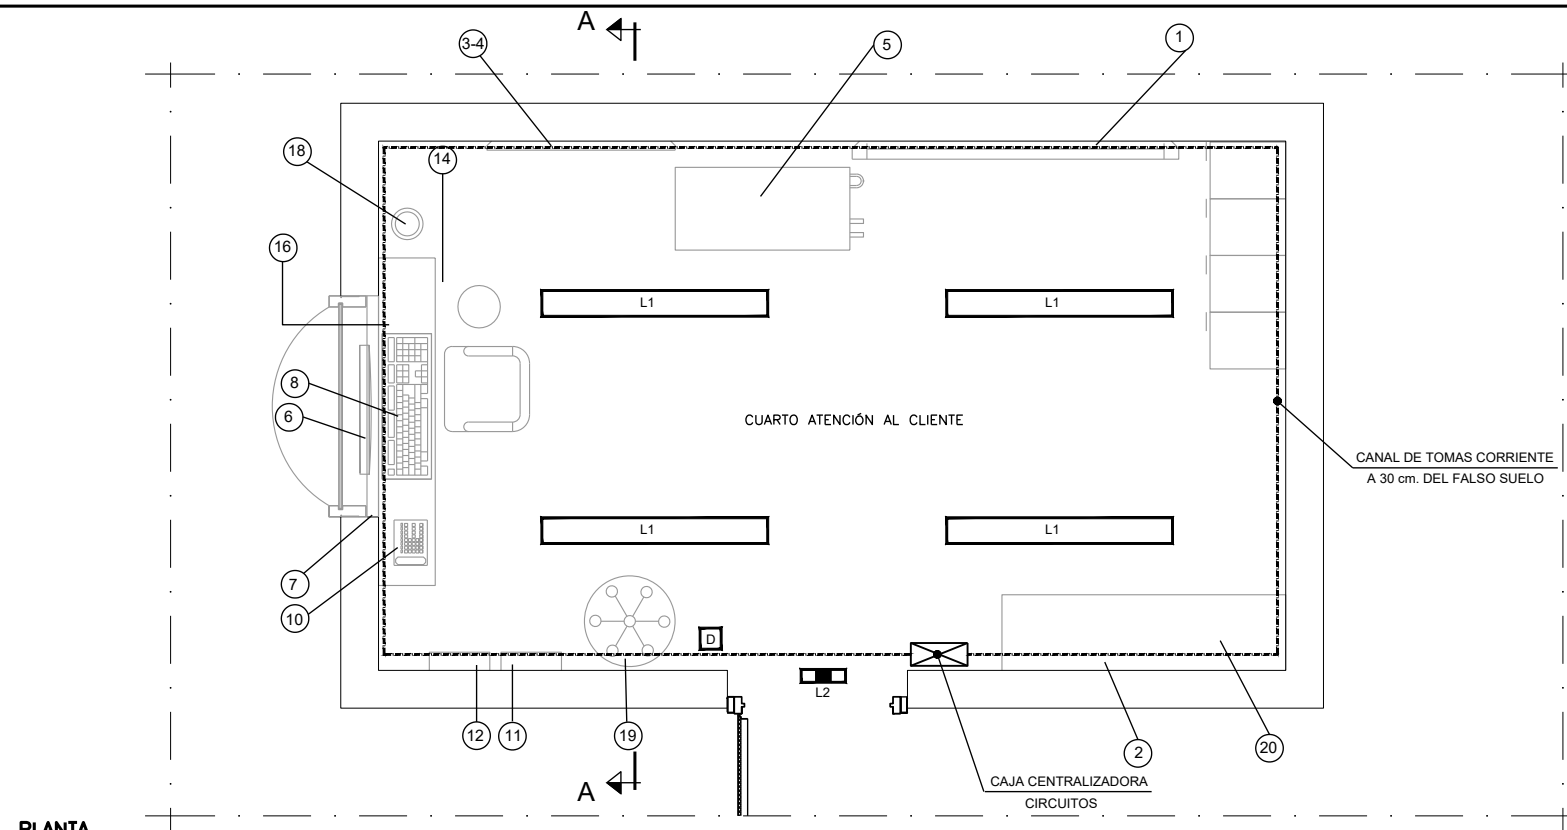 A
3-4
5
1
18
14
16
L1
L1
8
6
CUARTO ATENCIÓN AL CLIENTE
CANAL DE TOMAS CORRIENTE
A 30 cm. DEL FALSO SUELO
L1
L1
7
10
D
L2
12
11
19
2
20
A
CAJA CENTRALIZADORA
CIRCUITOS
PLANTA